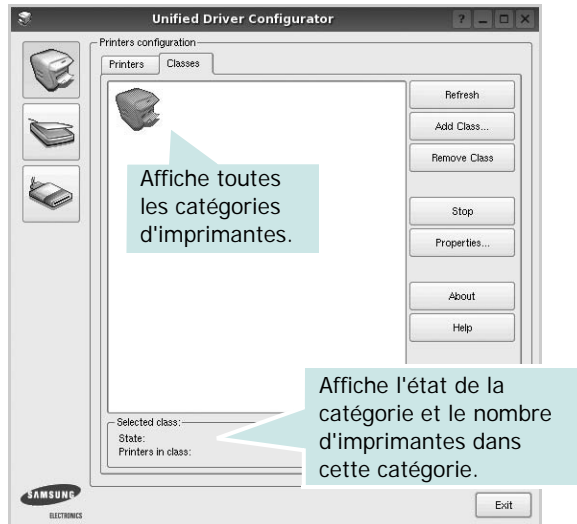 Unified Driver Configurator
Printers configuration
Printers
Classes
Refresh
Add Class...
Remove Class
Affiche toutes
les catégories
d'imprimantes.
Stop
Properties...
About
Help
Affiche l'état de la
catégorie et le nombre
d'imprimantes dans
cette catégorie.
Selected class:
State:
Printers in class:
SAMSUNG
ELECTRONICS
Exit